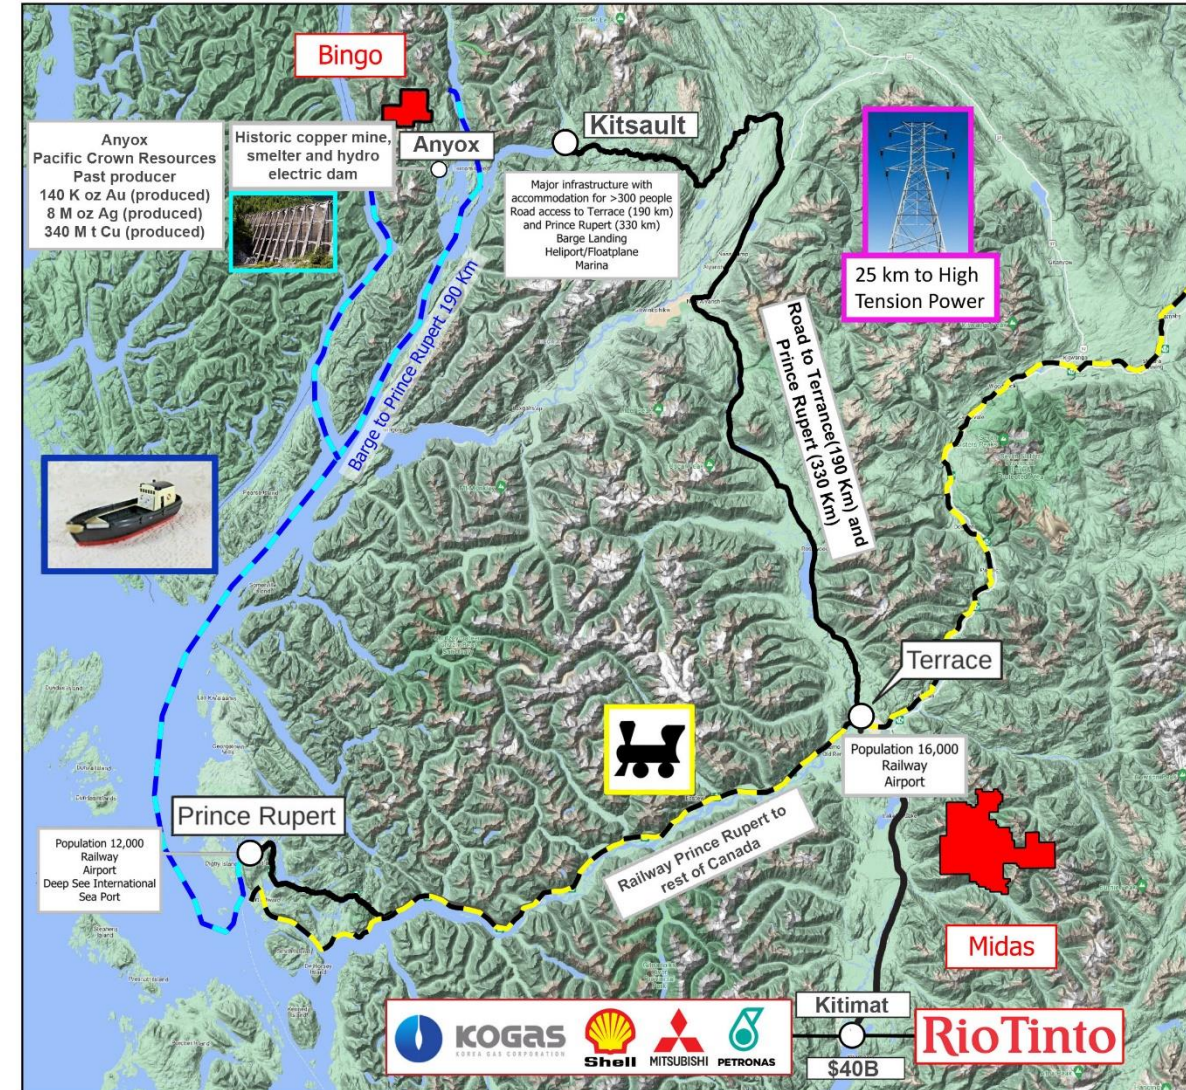 Bingo
Anyox
Pacific Crown Resources
Past producer
140 K oz Au (produced)
8 M oz Ag (produced)
340 M t Cu (produced)
Historic copper mine,
smelter and hydro
electric dam
Anyox
Kitsault
Major infrastructure with
accommodation for >300 people
Road access to Terrace (190 km)
and Prince Rupert (330 km)
Barge Landing
Heliport/Floatplane
Marina
25 km to High
Tension Power
Barge to Prince Rupert 190 Km
Road to Terrance(190 Km) and
Prince Rupert (330 Km)
Terrace
Population 16,000
Railway
Airport
Prince Rupert
Population 12,000
Railway
Airport
Deep See International
Sea Port
Railway Prince Rupert to
rest of Canada
Midas
KOGAS
KOREA GAS CORPORATION
Shell
MITSUBISHI
PETRONAS
Kitimat
$40B
RioTinto